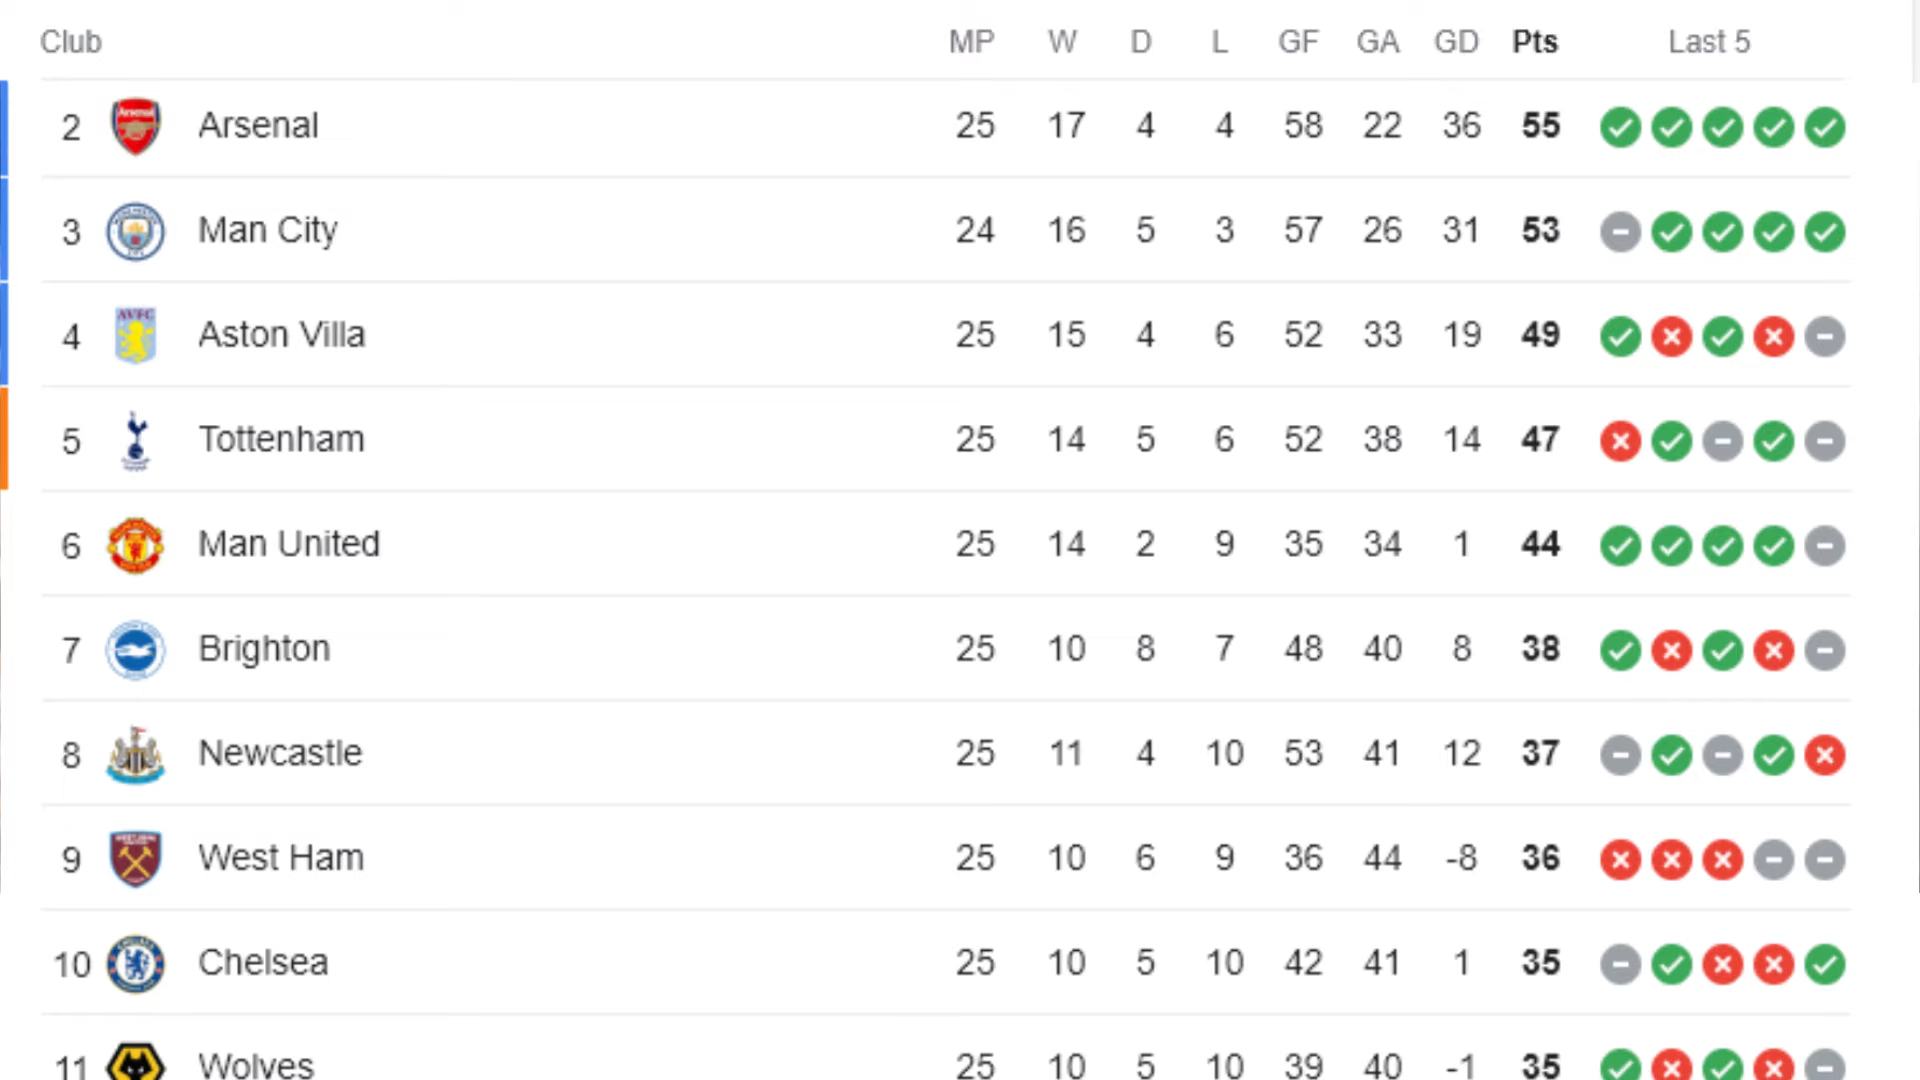 Club MP W D L GF GA GD Pts Last 5
2 Arsenal 25 17 4 4 58 22 36 55
3 Man City 24 16 5 3 57 26 31 53
4 AVFC Aston Villa 25 15 4 6 52 33 19 49
5 Tottenham 25 14 5 6 52 38 14 47
6 Man United 25 14 2 9 35 34 1 44
7 Brighton 25 10 8 7 48 40 8 38
8 Newcastle 25 11 4 10 53 41 12 37
9 West Ham 25 10 6 9 36 44 -8 36
10 Chelsea 25 10 5 10 42 41 1 35
11 Wolves 25 10 5 10 39 40 -1 35